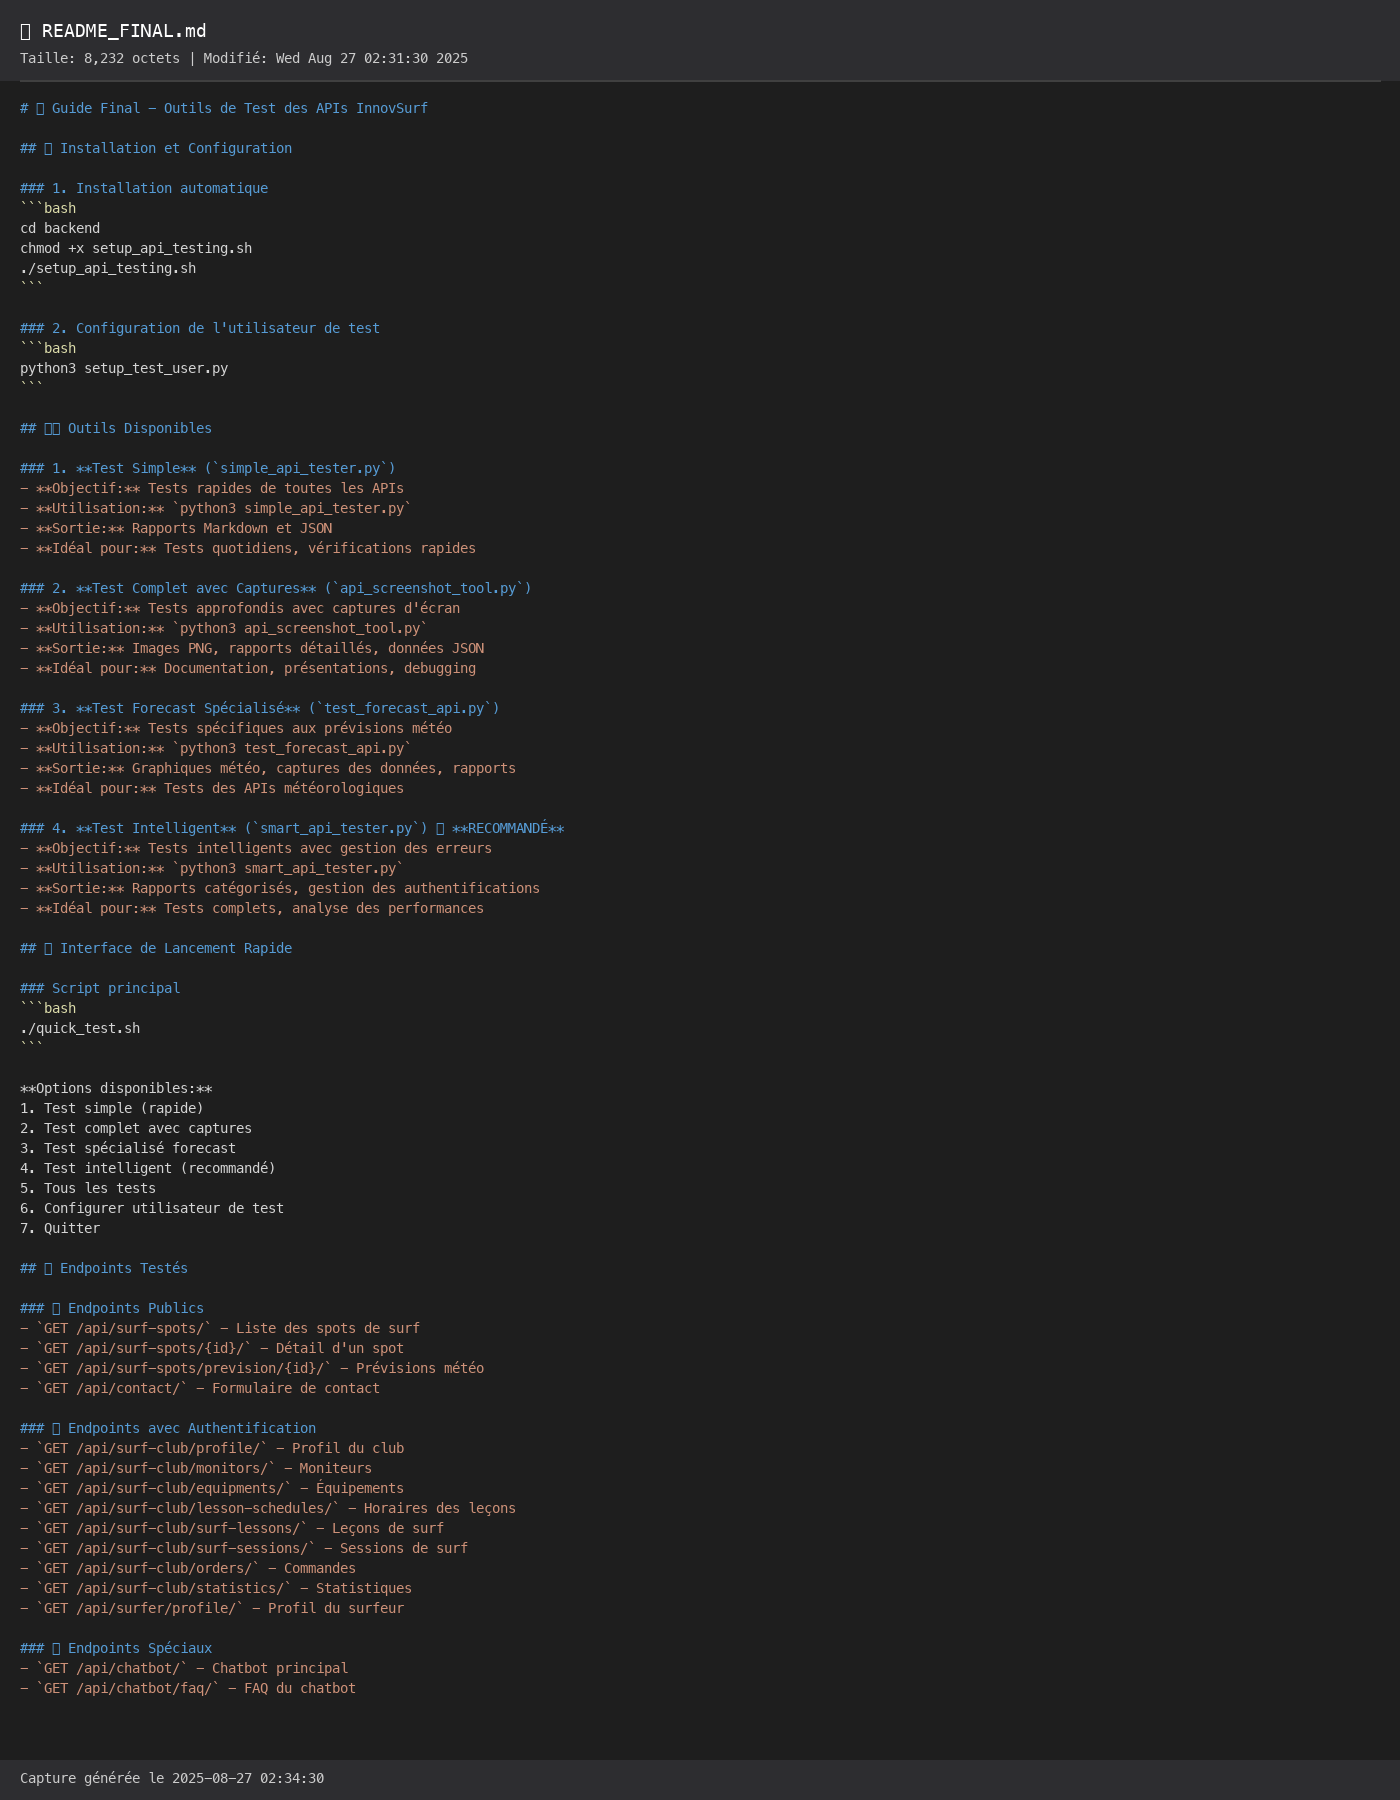 README_FINAL.md
Taille: 8,232 octets | Modifié: Wed Aug 27 02:31:30 2025
# Guide Final - Outils de Test des APIs InnovSurf
## Installation et Configuration
### 1. Installation automatique
```bash
cd backend
chmod +x setup_api_testing.sh
./setup_api_testing.sh
```
### 2. Configuration de l'utilisateur de test
```bash
python3 setup_test_user.py
```
## Outils Disponibles
### 1. **Test Simple** (`simple_api_tester.py`)
- **Objectif:** Tests rapides de toutes les APIs
- **Utilisation:** `python3 simple_api_tester.py`
- **Sortie:** Rapports Markdown et JSON
- **Idéal pour:** Tests quotidiens, vérifications rapides
### 2. **Test Complet avec Captures** (`api_screenshot_tool.py`)
- **Objectif:** Tests approfondis avec captures d'écran
- **Utilisation:** `python3 api_screenshot_tool.py`
- **Sortie:** Images PNG, rapports détaillés, données JSON
- **Idéal pour:** Documentation, présentations, debugging
### 3. **Test Forecast Spécialisé** (`test_forecast_api.py`)
- **Objectif:** Tests spécifiques aux prévisions météo
- **Utilisation:** `python3 test_forecast_api.py`
- **Sortie:** Graphiques météo, captures des données, rapports
- **Idéal pour:** Tests des APIs météorologiques
### 4. **Test Intelligent** (`smart_api_tester.py`) **RECOMMANDÉ**
- **Objectif:** Tests intelligents avec gestion des erreurs
- **Utilisation:** `python3 smart_api_tester.py`
- **Sortie:** Rapports catégorisés, gestion des authentifications
- **Idéal pour:** Tests complets, analyse des performances
## Interface de Lancement Rapide
### Script principal
```bash
./quick_test.sh
```
**Options disponibles:**
1. Test simple (rapide)
2. Test complet avec captures
3. Test spécialisé forecast
4. Test intelligent (recommandé)
5. Tous les tests
6. Configurer utilisateur de test
7. Quitter
## Endpoints Testés
### Endpoints Publics
- `GET /api/surf-spots/` - Liste des spots de surf
- `GET /api/surf-spots/{id}/` - Détail d'un spot
- `GET /api/surf-spots/prevision/{id}/` - Prévisions météo
- `GET /api/contact/` - Formulaire de contact
### Endpoints avec Authentification
- `GET /api/surf-club/profile/` - Profil du club
- `GET /api/surf-club/monitors/` - Moniteurs
- `GET /api/surf-club/equipments/` - Équipements
- `GET /api/surf-club/lesson-schedules/` - Horaires des leçons
- `GET /api/surf-club/surf-lessons/` - Leçons de surf
- `GET /api/surf-club/surf-sessions/` - Sessions de surf
- `GET /api/surf-club/orders/` - Commandes
- `GET /api/surf-club/statistics/` - Statistiques
- `GET /api/surfer/profile/` - Profil du surfeur
### Endpoints Spéciaux
- `GET /api/chatbot/` - Chatbot principal
- `GET /api/chatbot/faq/` - FAQ du chatbot
Capture générée le 2025-08-27 02:34:30